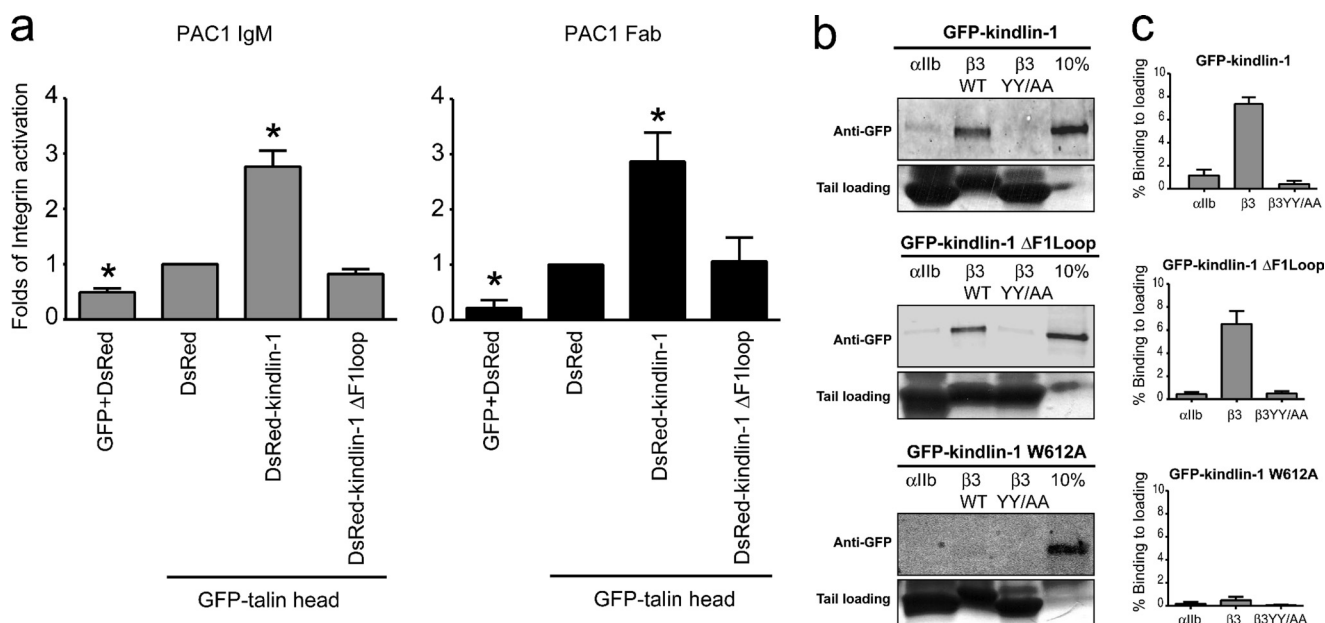 a
PAC1 IgM
Folds of Integrin activation
4
3
2
1
0
*
*
GFP+DsRed
DsRed
DsRed-kindlin-1
DsRed-kindlin-1 ΔF1loop
GFP-talin head
PAC1 Fab
4
3
2
1
0
*
*
GFP+DsRed
DsRed
DsRed-kindlin-1
DsRed-kindlin-1 ΔF1loop
GFP-talin head
b
GFP-kindlin-1
αIIb β3 β3 10%
WT YY/AA
Anti-GFP
Tail loading
GFP-kindlin-1 ΔF1Loop
αIIb β3 β3 10%
WT YY/AA
Anti-GFP
Tail loading
GFP-kindlin-1 W612A
αIIb β3 β3 10%
WT YY/AA
Anti-GFP
Tail loading
c
GFP-kindlin-1
% Binding to loading
10
8
6
4
2
0
αIIb β3 β3YY/AA
GFP-kindlin-1 ΔF1Loop
% Binding to loading
10
8
6
4
2
0
αIIb β3 β3YY/AA
GFP-kindlin-1 W612A
% Binding to loading
10
8
6
4
2
0
αIIb β3 β3YY/AA